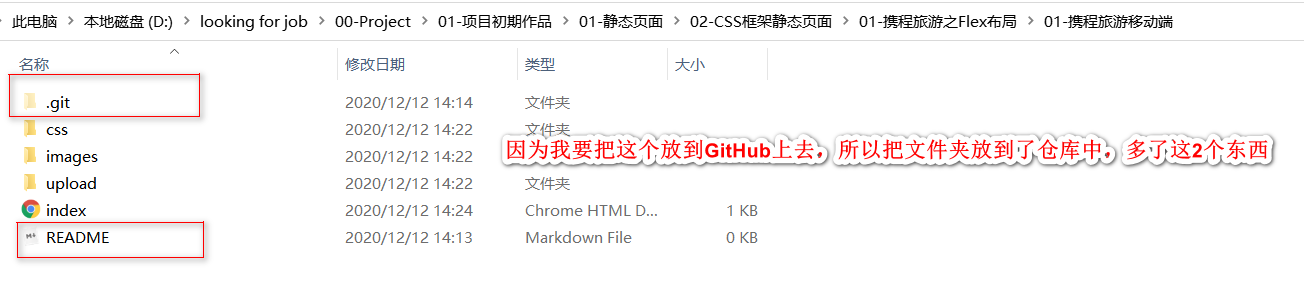 此电脑 > 本地磁盘 (D:) > looking for job > 00-Project > 01-项目初期作品 > 01-静态页面 > 02-CSS框架静态页面 > 01-携程旅游之Flex布局 > 01-携程旅游移动端
名称 修改日期 类型 大小
.git 2020/12/12 14:14 文件夹
css 2020/12/12 14:22 文件夹
因为我要把这个放到GitHub上去，所以把文件夹放到了仓库中，多了这2个东西
images 2020/12/12 14:22 文件夹
upload 2020/12/12 14:22 文件夹
index 2020/12/12 14:24 Chrome HTML D... 1 KB
README 2020/12/12 14:13 Markdown File 0 KB